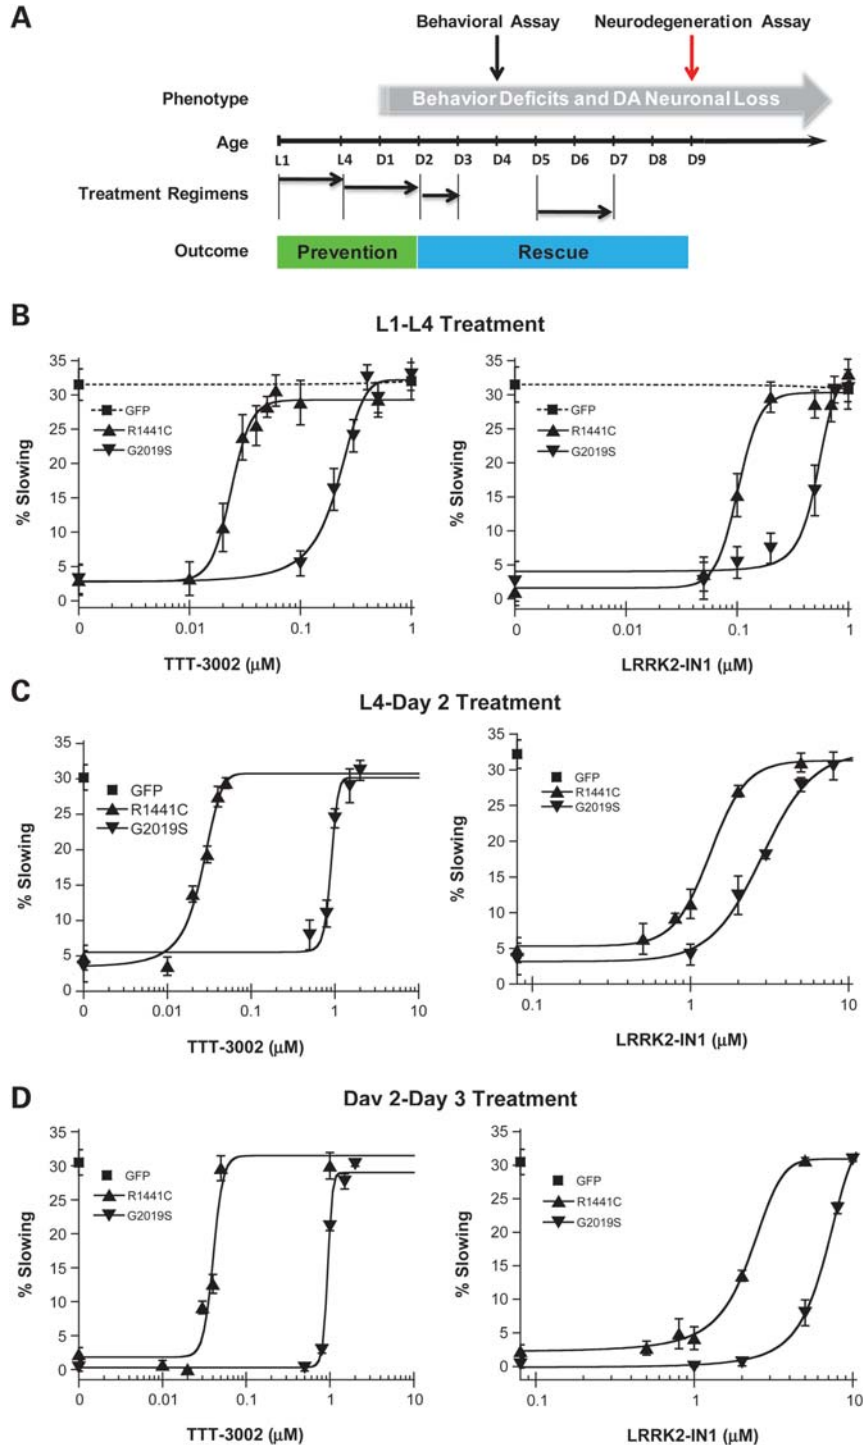 A
Behavioral Assay Neurodegeneration Assay
Phenotype Behavior Deficits and DA Neuronal Loss
Age
L1 L4 D1 D2 D3 D4 D5 D6 D7 D8 D9
Treatment Regimens
Outcome Prevention Rescue
B
L1-L4 Treatment
35
30
25
20
15
10
5
0
% Slowing
GFP
R1441C
G2019S
0 0.01 0.1 1
TTT-3002 (μM)
35
30
25
20
15
10
5
0
% Slowing
GFP
R1441C
G2019S
0 0.01 0.1 1
LRRK2-IN1 (μM)
C
L4-Day 2 Treatment
35
30
25
20
15
10
5
0
% Slowing
GFP
R1441C
G2019S
0 0.01 0.1 1 10
TTT-3002 (μM)
35
30
25
20
15
10
5
0
% Slowing
GFP
R1441C
G2019S
0.1 1 10
LRRK2-IN1 (μM)
D
Day 2-Day 3 Treatment
35
30
25
20
15
10
5
0
% Slowing
GFP
R1441C
G2019S
0 0.01 0.1 1 10
TTT-3002 (μM)
35
30
25
20
15
10
5
0
% Slowing
GFP
R1441C
G2019S
0.1 1 10
LRRK2-IN1 (μM)